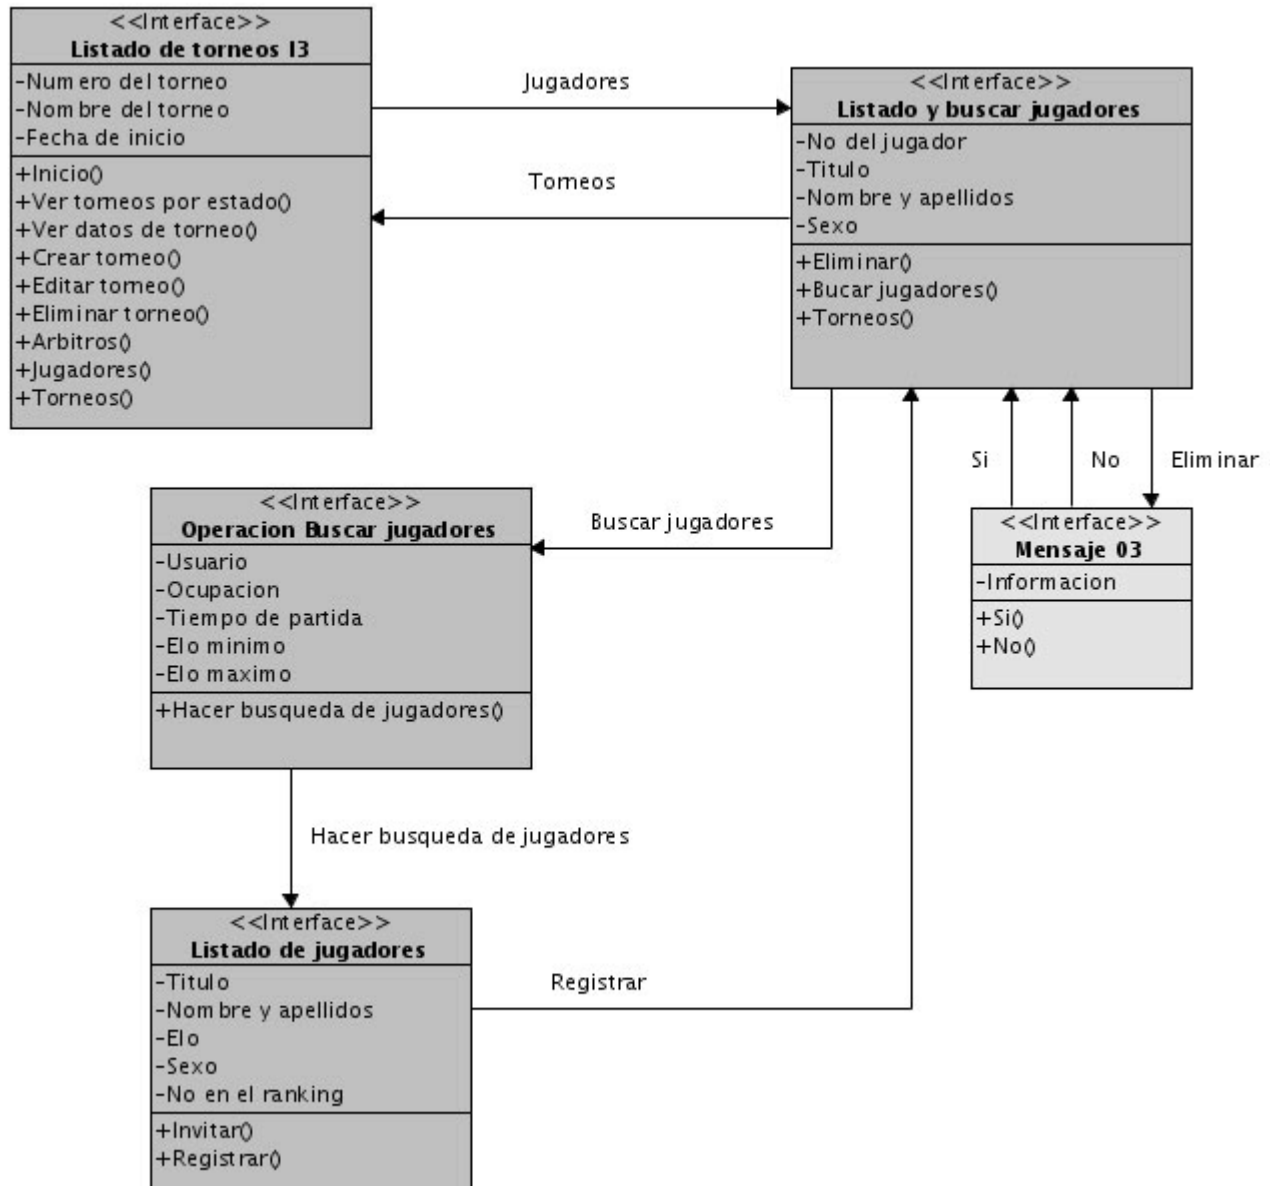 <<Interface>>
Listado de torneos I3
-Numero del torneo
-Nombre del torneo
-Fecha de inicio
+Inicio()
+Ver torneos por estado()
+Ver datos de torneo()
+Crear torneo()
+Editar torneo()
+Eliminar torneo()
+Arbitros()
+Jugadores()
+Torneos()
Jugadores
Torneos
<<Interface>>
Listado y buscar jugadores
-No del jugador
-Titulo
-Nombre y apellidos
-Sexo
+Eliminar()
+Bucar jugadores()
+Torneos()
Si
No
Eliminar
<<Interface>>
Operacion Buscar jugadores
-Usuario
-Ocupacion
-Tiempo de partida
-Elo minimo
-Elo maximo
+Hacer busqueda de jugadores()
Buscar jugadores
<<Interface>>
Mensaje 03
-Informacion
+Si()
+No()
Hacer busqueda de jugadores
<<Interface>>
Listado de jugadores
-Titulo
-Nombre y apellidos
-Elo
-Sexo
-No en el ranking
+Invitar()
+Registrar()
Registrar